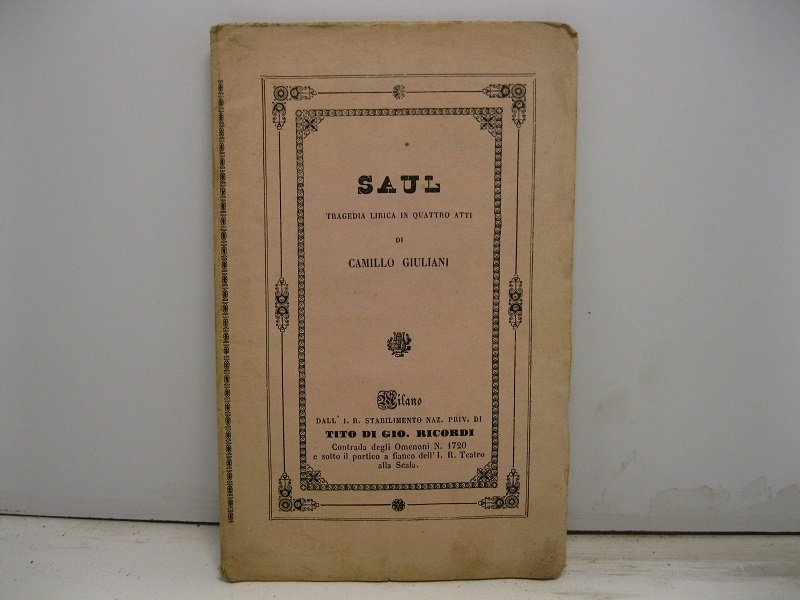 SAUL
TRAGEDIA LIRICA IN QUATTRO ATTI
DI
CAMILLO GIULIANI
Milano
DALL' I. R. STABILIMENTO NAZ. PRIV. DI
TITO DI GIO. RICORDI
Contrada degli Omenoni N. 1720
e sotto il portico a fianco dell' I. R. Teatro
alla Scala.